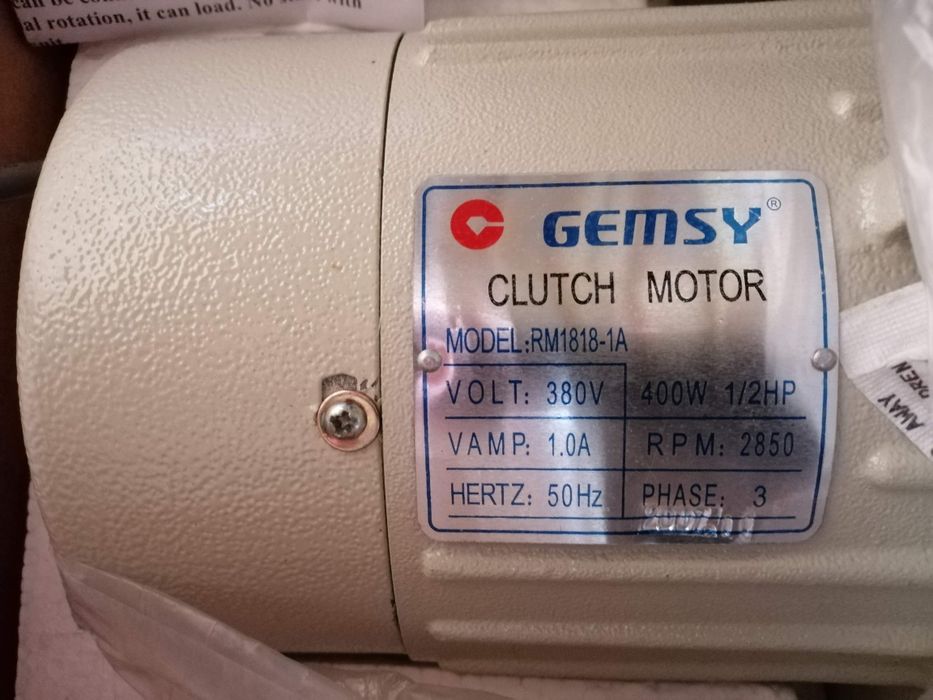 al rotation, it can load. No
GEMSY®
CLUTCH MOTOR
MODEL:RM1818-1A
VOLT: 380V 400W 1/2HP
VAMP: 1.0A RPM: 2850
HERTZ: 50Hz PHASE: 3
AWAY